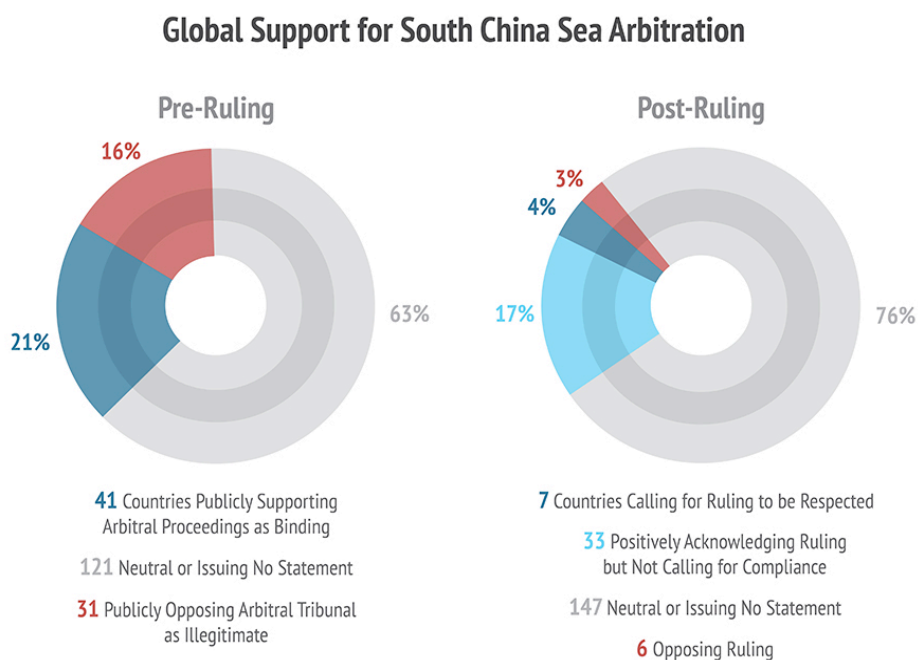 Global Support for South China Sea Arbitration
Pre-Ruling
16%
63%
21%
41 Countries Publicly Supporting
Arbitral Proceedings as Binding
121 Neutral or Issuing No Statement
31 Publicly Opposing Arbitral Tribunal
as Illegitimate
Post-Ruling
3%
4%
17%
76%
7 Countries Calling for Ruling to be Respected
33 Positively Acknowledging Ruling
but Not Calling for Compliance
147 Neutral or Issuing No Statement
6 Opposing Ruling